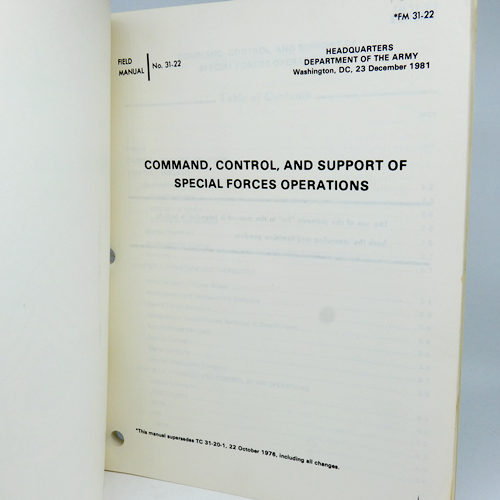 *FM 31-22
FIELD
MANUAL
No. 31-22
HEADQUARTERS
DEPARTMENT OF THE ARMY
Washington, DC, 23 December 1981
COMMAND, CONTROL, AND SUPPORT OF
SPECIAL FORCES OPERATIONS
*This manual supersedes TC 31-20-1, 22 October 1976, including all changes.